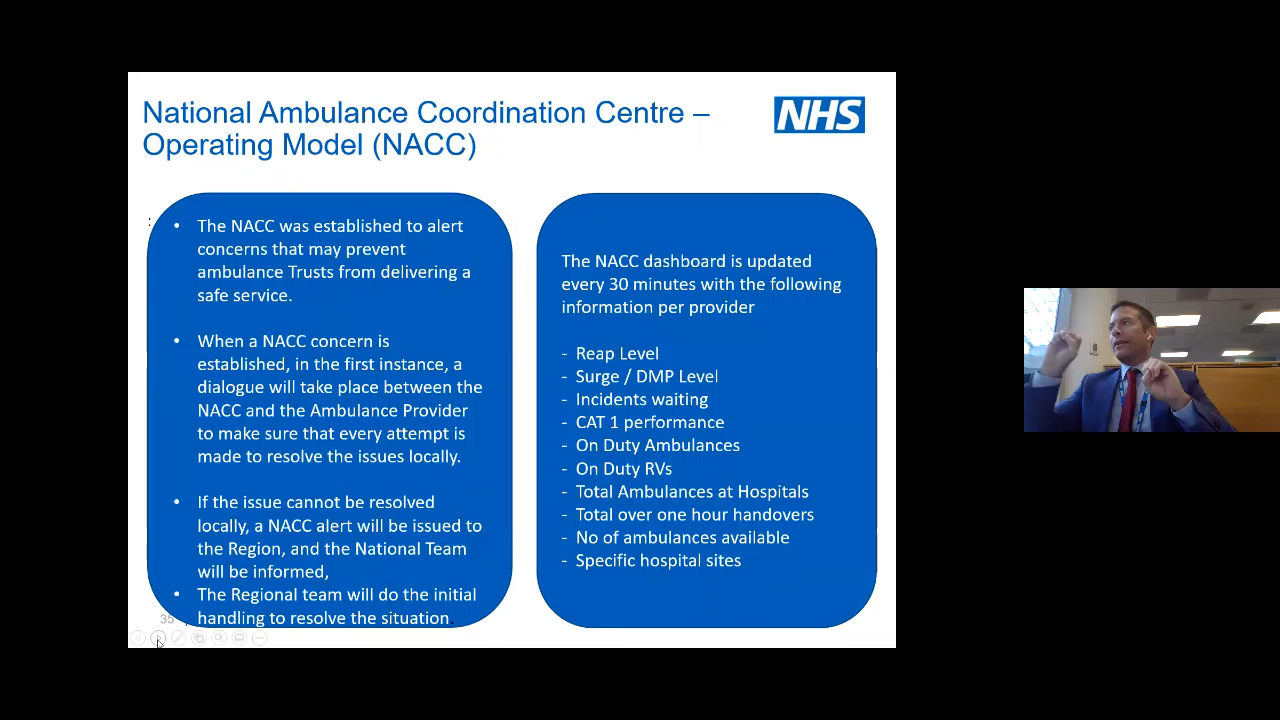 National Ambulance Coordination Centre –
Operating Model (NACC)
NHS
:
• The NACC was established to alert
concerns that may prevent
ambulance Trusts from delivering a
safe service.
• When a NACC concern is
established, in the first instance, a
dialogue will take place between the
NACC and the Ambulance Provider
to make sure that every attempt is
made to resolve the issues locally.
• If the issue cannot be resolved
locally, a NACC alert will be issued to
the Region, and the National Team
will be informed,
• The Regional team will do the initial
handling to resolve the situation.
35 |
The NACC dashboard is updated
every 30 minutes with the following
information per provider
- Reap Level
- Surge / DMP Level
- Incidents waiting
- CAT 1 performance
- On Duty Ambulances
- On Duty RVs
- Total Ambulances at Hospitals
- Total over one hour handovers
- No of ambulances available
- Specific hospital sites